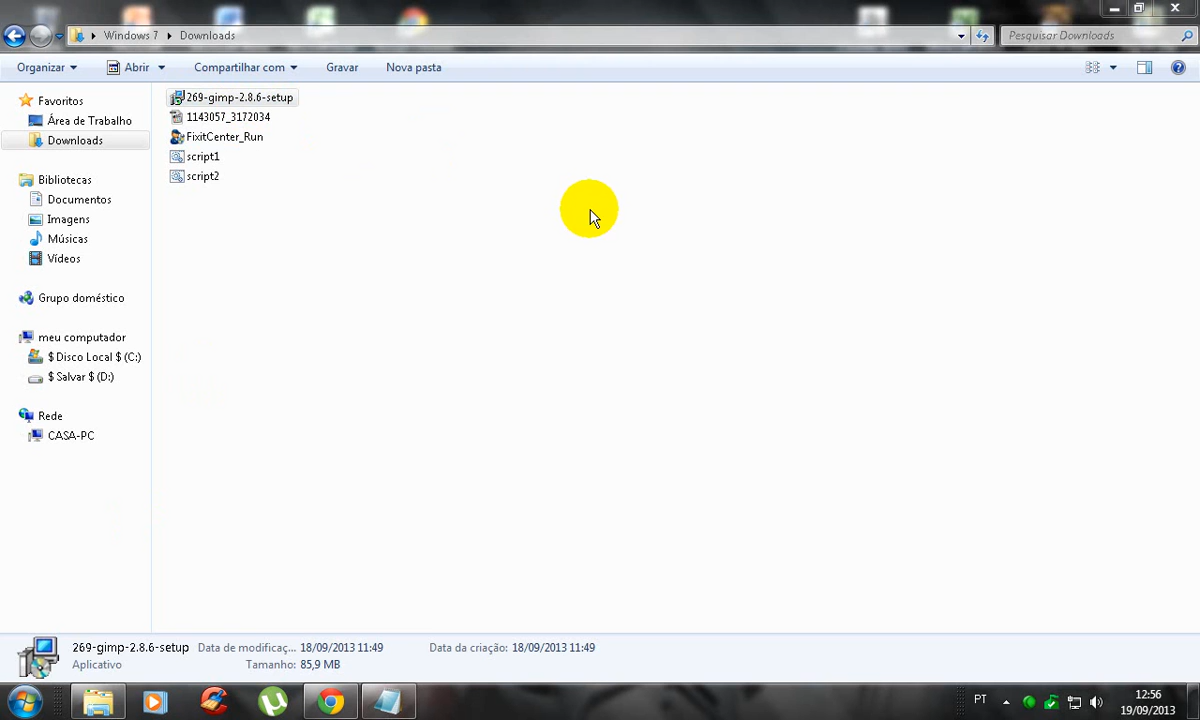 Windows 7 Downloads
Pesquisar Downloads
Organizar Abrir Compartilhar com Gravar Nova pasta
Favoritos
Área de Trabalho
Downloads
Bibliotecas
Documentos
Imagens
Músicas
Vídeos
Grupo doméstico
meu computador
$ Disco Local $ (C:)
$ Salvar $ (D:)
Rede
CASA-PC
269-gimp-2.8.6-setup
1143057_3172034
FixitCenter_Run
script1
script2
269-gimp-2.8.6-setup Data de modificaç... 18/09/2013 11:49 Data da criação: 18/09/2013 11:49
Aplicativo Tamanho: 85,9 MB
PT
12:56
19/09/2013